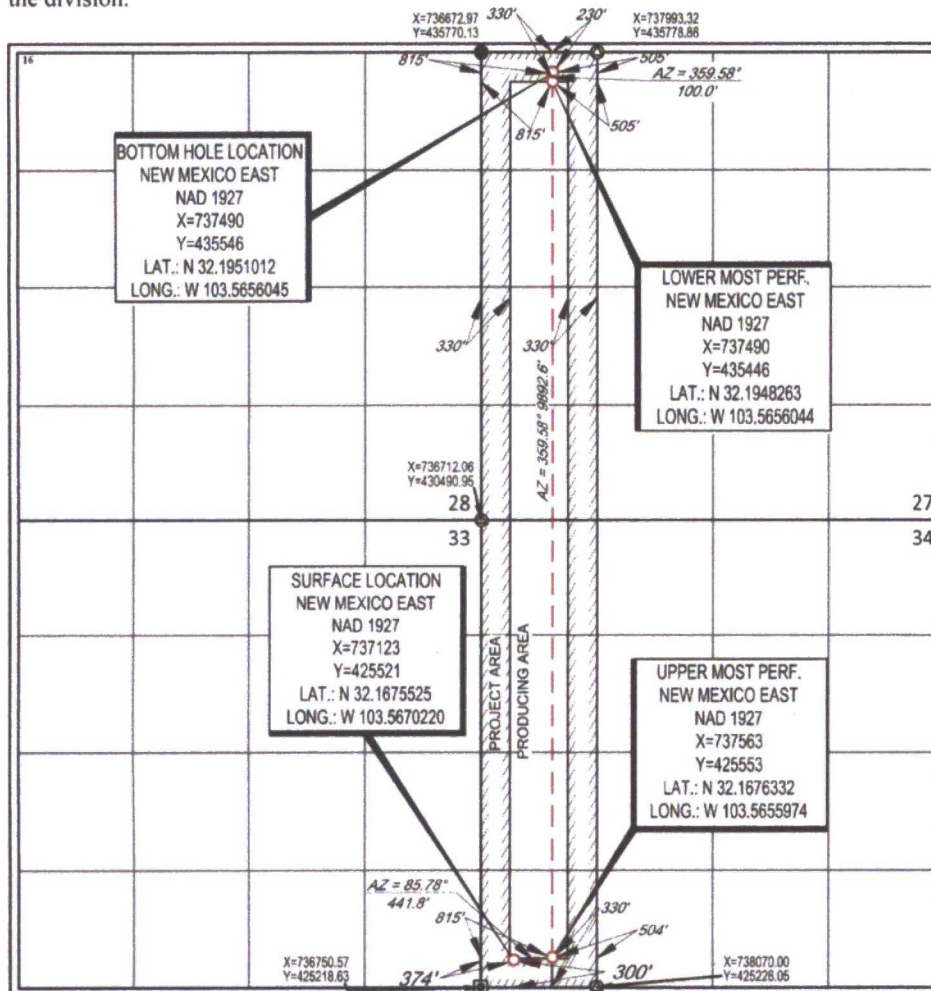 the division.
X=736672.97
Y=435770.13
330'
230'
X=737993.32
Y=435778.86
16
815'
505'
AZ = 359.58°
100.0'
815'
505'
BOTTOM HOLE LOCATION
NEW MEXICO EAST
NAD 1927
X=737490
Y=435546
LAT.: N 32.1951012
LONG.: W 103.5656045
LOWER MOST PERF.
NEW MEXICO EAST
NAD 1927
X=737490
Y=435446
LAT.: N 32.1948263
LONG.: W 103.5656044
330'
330'
AZ = 359.58° 9892.6'
X=736712.06
Y=430490.95
28
27
33
34
SURFACE LOCATION
NEW MEXICO EAST
NAD 1927
X=737123
Y=425521
LAT.: N 32.1675525
LONG.: W 103.5670220
PROJECT AREA
PRODUCING AREA
UPPER MOST PERF.
NEW MEXICO EAST
NAD 1927
X=737563
Y=425553
LAT.: N 32.1676332
LONG.: W 103.5655974
AZ = 85.78°
441.8'
815'
330'
504'
X=736750.57
Y=425218.63
374'
300'
X=738070.00
Y=425226.05